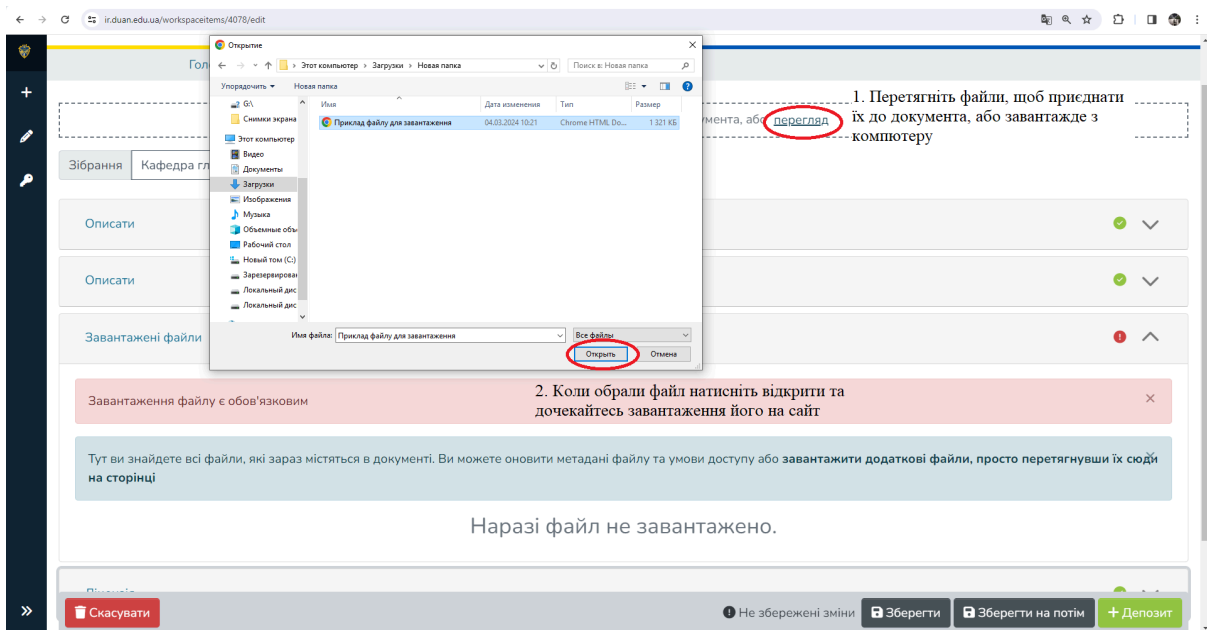 ir.duan.edu.ua/workspaceitems/4078/edit
Открытие
Этот компьютер > Загрузки > Новая папка
Поиск в: Новая папка
Упорядочить
Новая папка
Имя
Дата изменения
Тип
Размер
G:\
Снимки экрана
Этот компьютер
Видео
Документы
Загрузки
Изображения
Музыка
Рабочий стол
Новый том (C:)
Локальный дис
Локальный дис
Приклад файлу для завантаження
04.03.2024 10:21
Chrome HTML Do...
1 321 КБ
Имя файла:
Приклад файлу для завантаження
Все файлы
Открыть
Отмена
або перегляд
1. Перетягніть файли, щоб приєднати
їх до документа, або завантажде з
компютеру
Зібрання
Кафедра гл
Описати
Описати
Завантажені файли
Завантаження файлу є обов'язковим
2. Коли обрали файл натисніть відкрити та
дочекайтесь завантаження його на сайт
Тут ви знайдете всі файли, які зараз містяться в документі. Ви можете оновити метадані файлу та умови доступу або завантажити додаткові файли, просто перетягнувши їх сюди
на сторінці
Наразі файл не завантажено.
Скасувати
Не збережені зміни
Зберегти
Зберегти на потім
+ Депозит